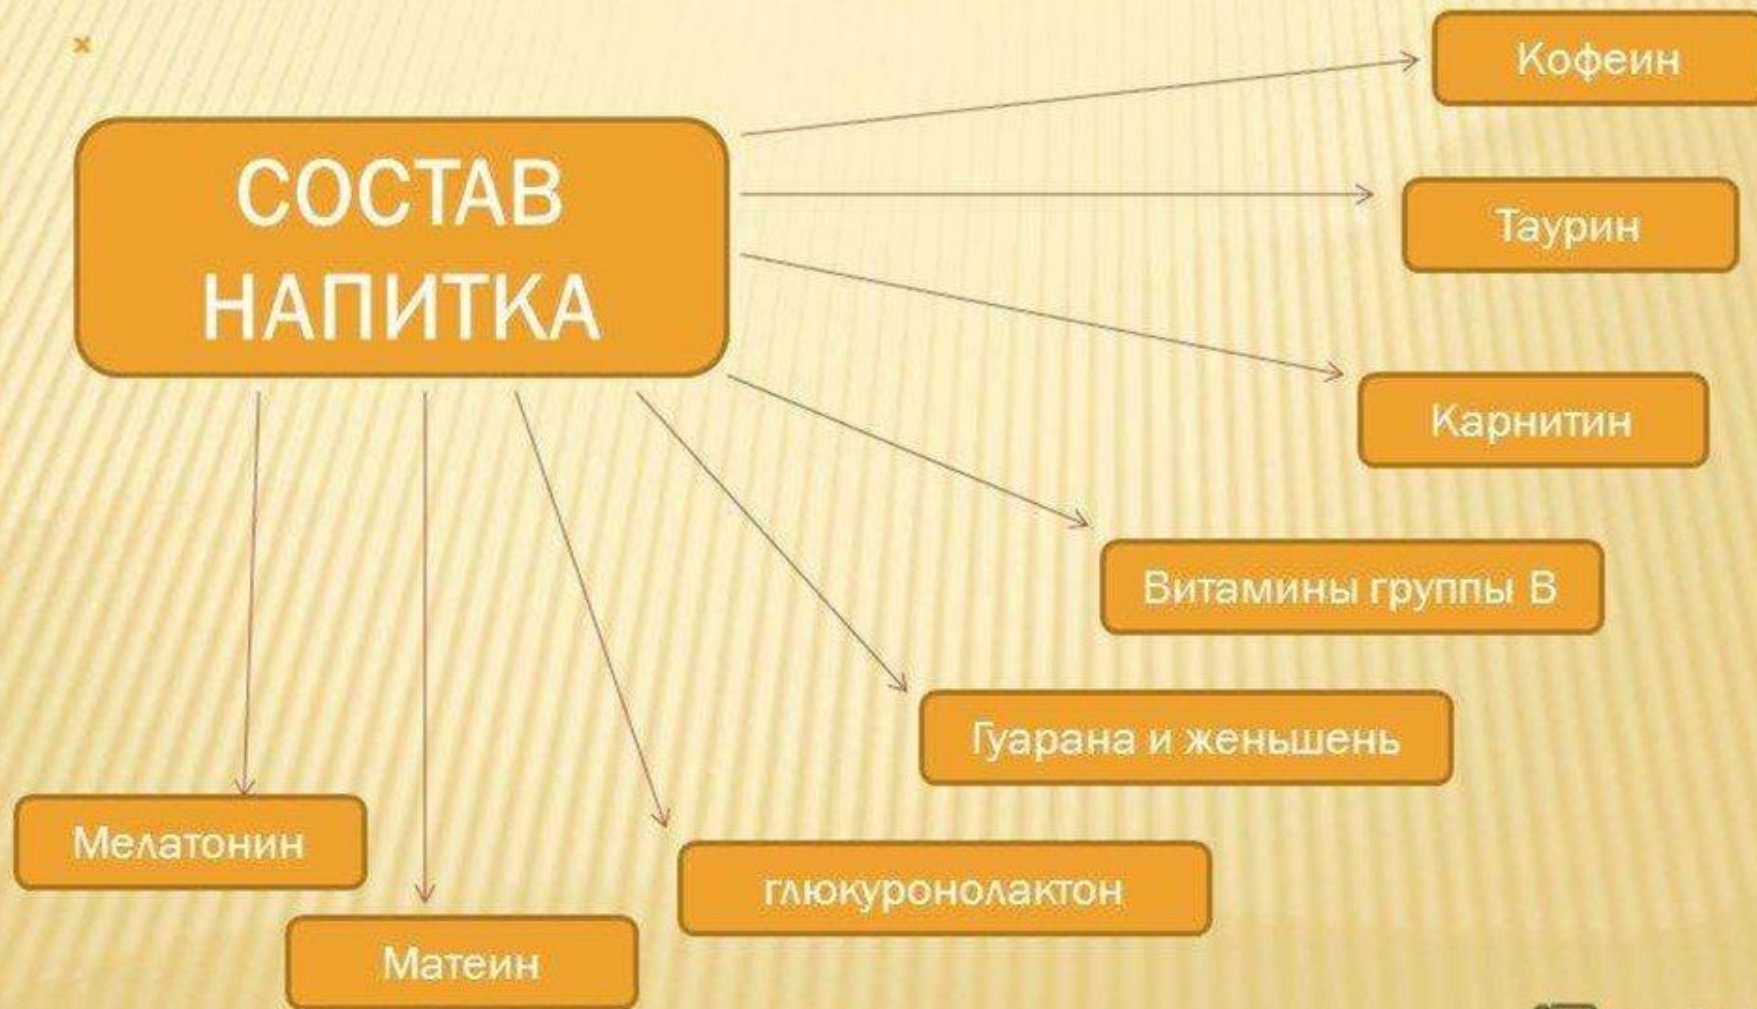 СОСТАВ
НАПИТКА
Кофеин
Таурин
Карнитин
Витамины группы В
Гуарана и женьшень
глюкуронолактон
Мелатонин
Матеин